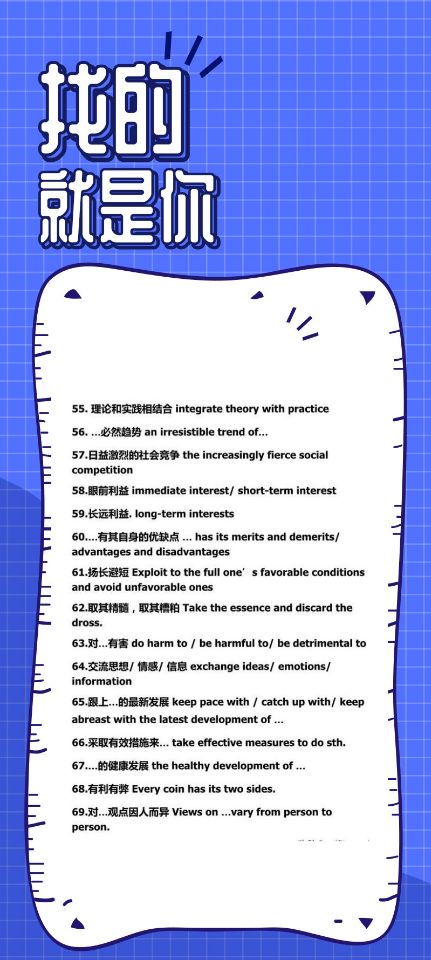 找的
就是你
55. 理论和实践相结合 integrate theory with practice
56. …必然趋势 an irresistible trend of…
57.日益激烈的社会竞争 the increasingly fierce social
competition
58.眼前利益 immediate interest/ short-term interest
59.长远利益. long-term interests
60.…有其自身的优缺点 … has its merits and demerits/
advantages and disadvantages
61.扬长避短 Exploit to the full one’s favorable conditions
and avoid unfavorable ones
62.取其精髓，取其糟粕 Take the essence and discard the
dross.
63.对…有害 do harm to / be harmful to/ be detrimental to
64.交流思想/ 情感/ 信息 exchange ideas/ emotions/
information
65.跟上…的最新发展 keep pace with / catch up with/ keep
abreast with the latest development of …
66.采取有效措施来… take effective measures to do sth.
67.…的健康发展 the healthy development of …
68.有利有弊 Every coin has its two sides.
69.对…观点因人而异 Views on …vary from person to
person.